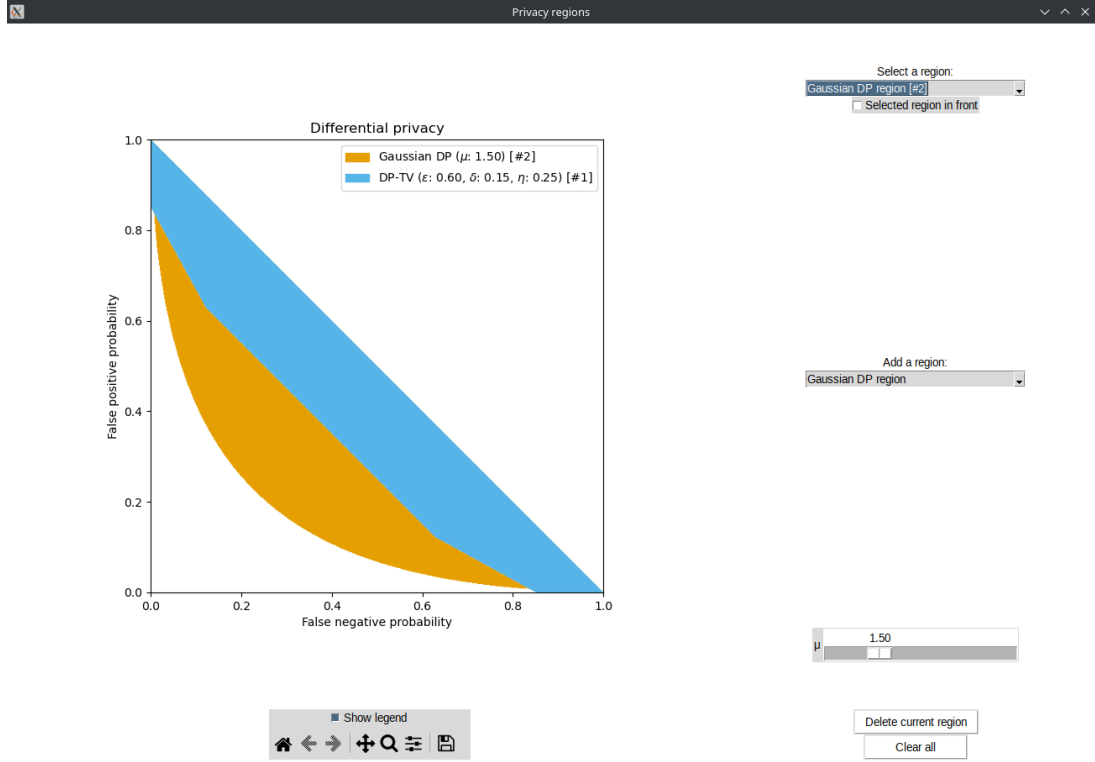 Privacy regions
Select a region:
Gaussian DP region [#2]
Selected region in front
Differential privacy
Gaussian DP (μ: 1.50) [#2]
DP-TV (ε: 0.60, δ: 0.15, η: 0.25) [#1]
1.0
0.8
0.6
0.4
0.2
0.0
False positive probability
0.0 0.2 0.4 0.6 0.8 1.0
False negative probability
Add a region:
Gaussian DP region
1.50
μ
Show legend
Delete current region
Clear all